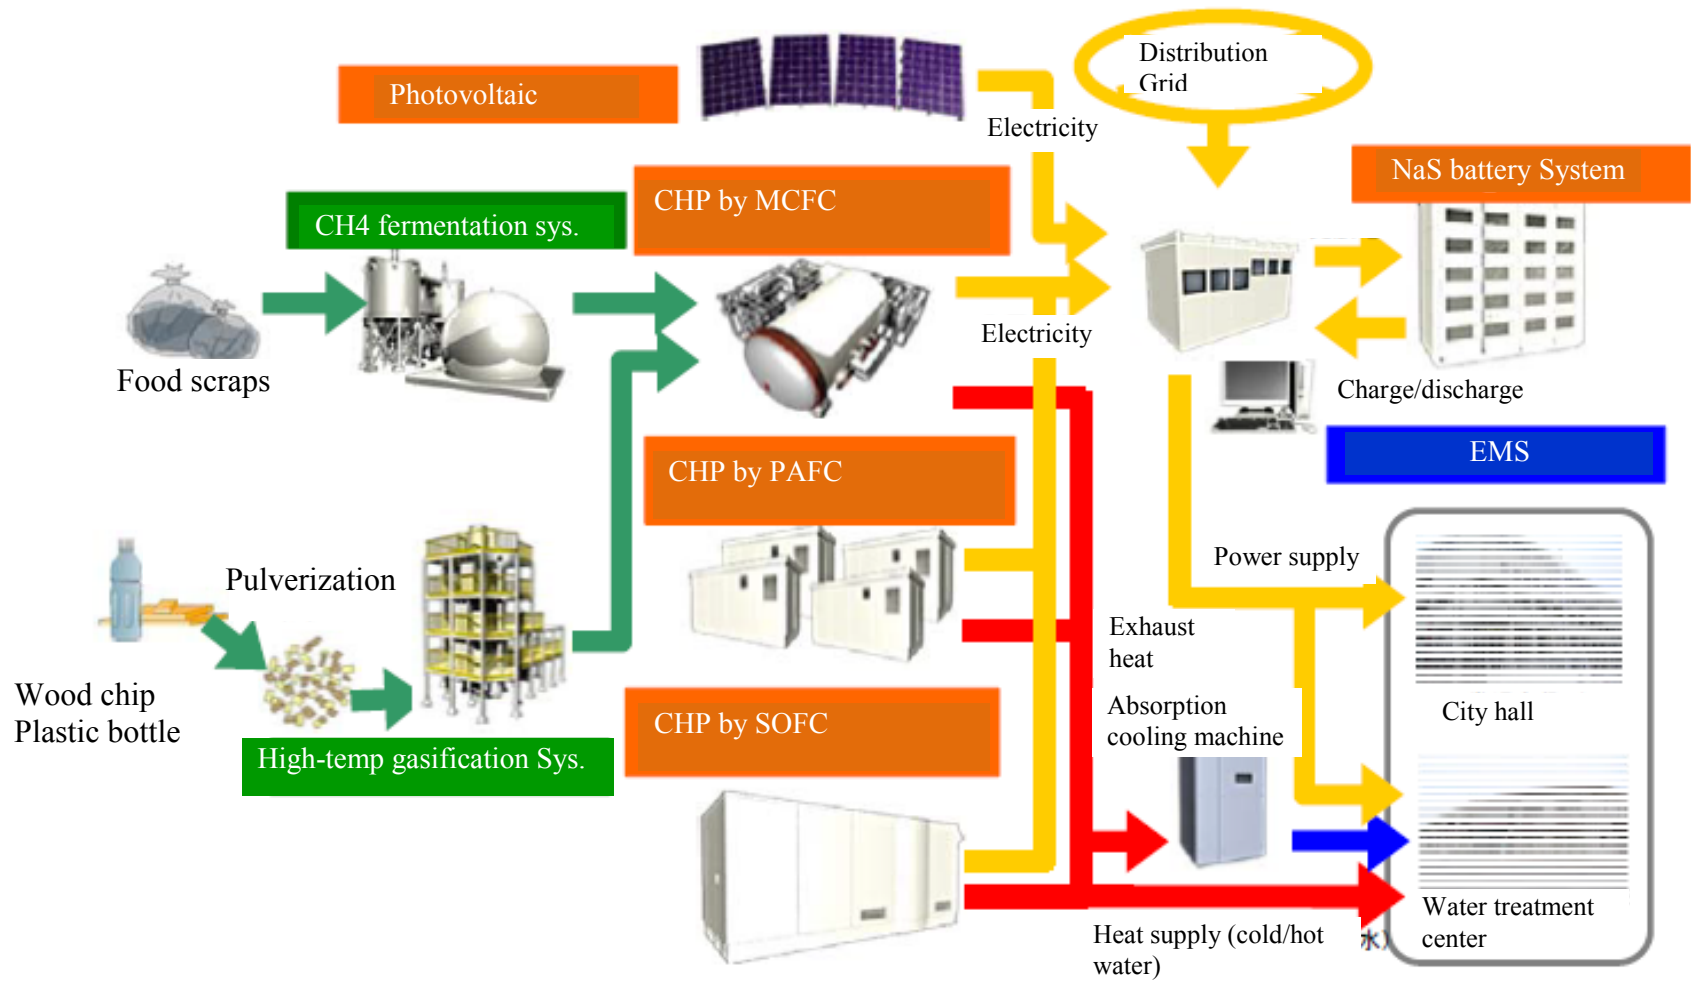 Distribution
Grid
Photovoltaic
Electricity
NaS battery System
CHP by MCFC
CH4 fermentation sys.
Electricity
Food scraps
Charge/discharge
EMS
CHP by PAFC
Power supply
Pulverization
Exhaust
heat
Wood chip
Plastic bottle
Absorption
cooling machine
City hall
CHP by SOFC
High-temp gasification Sys.
Water treatment
center
Heat supply (cold/hot
water)
水）